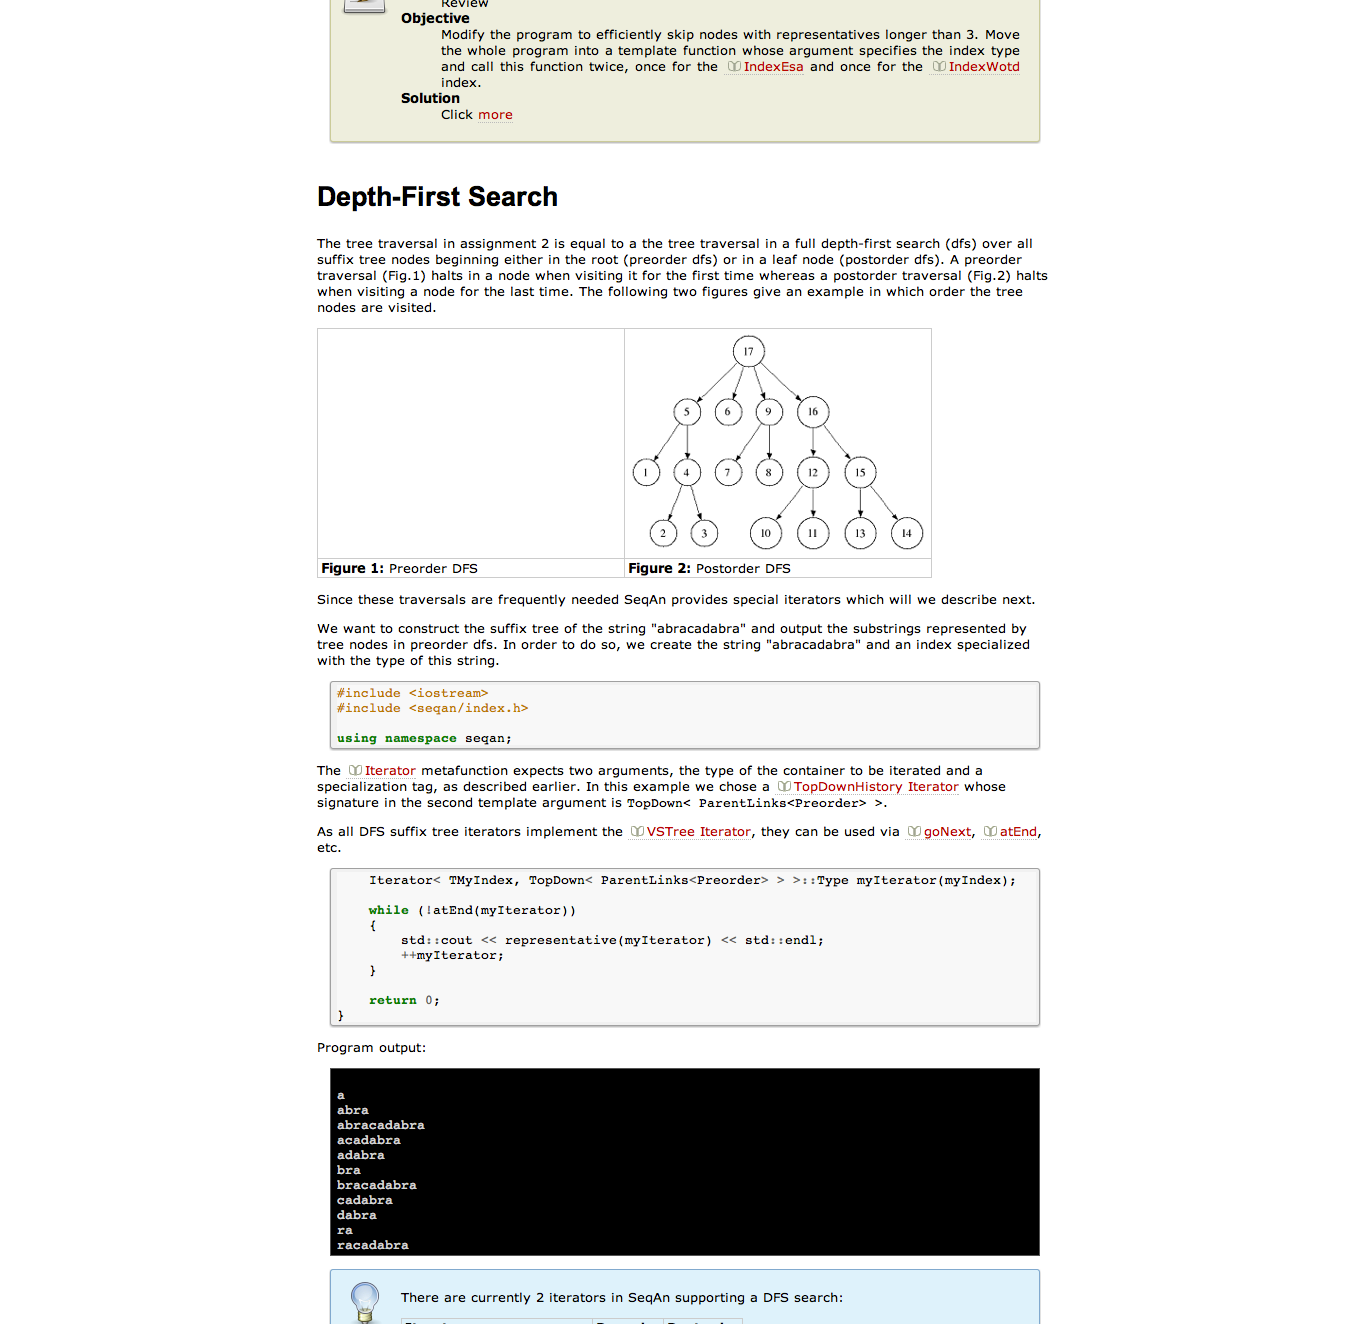 Review
Objective
Modify the program to efficiently skip nodes with representatives longer than 3. Move
the whole program into a template function whose argument specifies the index type
and call this function twice, once for the IndexEsa and once for the IndexWotd
index.
Solution
Click more
Depth-First Search
The tree traversal in assignment 2 is equal to a the tree traversal in a full depth-first search (dfs) over all
suffix tree nodes beginning either in the root (preorder dfs) or in a leaf node (postorder dfs). A preorder
traversal (Fig.1) halts in a node when visiting it for the first time whereas a postorder traversal (Fig.2) halts
when visiting a node for the last time. The following two figures give an example in which order the tree
nodes are visited.
17
5 6 9 16
1 4 7 8 12 15
2 3 10 11 13 14
Figure 1: Preorder DFS
Figure 2: Postorder DFS
Since these traversals are frequently needed SeqAn provides special iterators which will we describe next.
We want to construct the suffix tree of the string "abracadabra" and output the substrings represented by
tree nodes in preorder dfs. In order to do so, we create the string "abracadabra" and an index specialized
with the type of this string.
#include <iostream>
#include <seqan/index.h>
using namespace seqan;
The Iterator metafunction expects two arguments, the type of the container to be iterated and a
specialization tag, as described earlier. In this example we chose a TopDownHistory Iterator whose
signature in the second template argument is TopDown< ParentLinks<Preorder> >.
As all DFS suffix tree iterators implement the VSTree Iterator, they can be used via goNext, atEnd,
etc.
Iterator< TMyIndex, TopDown< ParentLinks<Preorder> > >::Type myIterator(myIndex);
while (!atEnd(myIterator))
{
std::cout << representative(myIterator) << std::endl;
++myIterator;
}
return 0;
}
Program output:
a
abra
abracadabra
acadabra
adabra
bra
bracadabra
cadabra
dabra
ra
racadabra
There are currently 2 iterators in SeqAn supporting a DFS search: